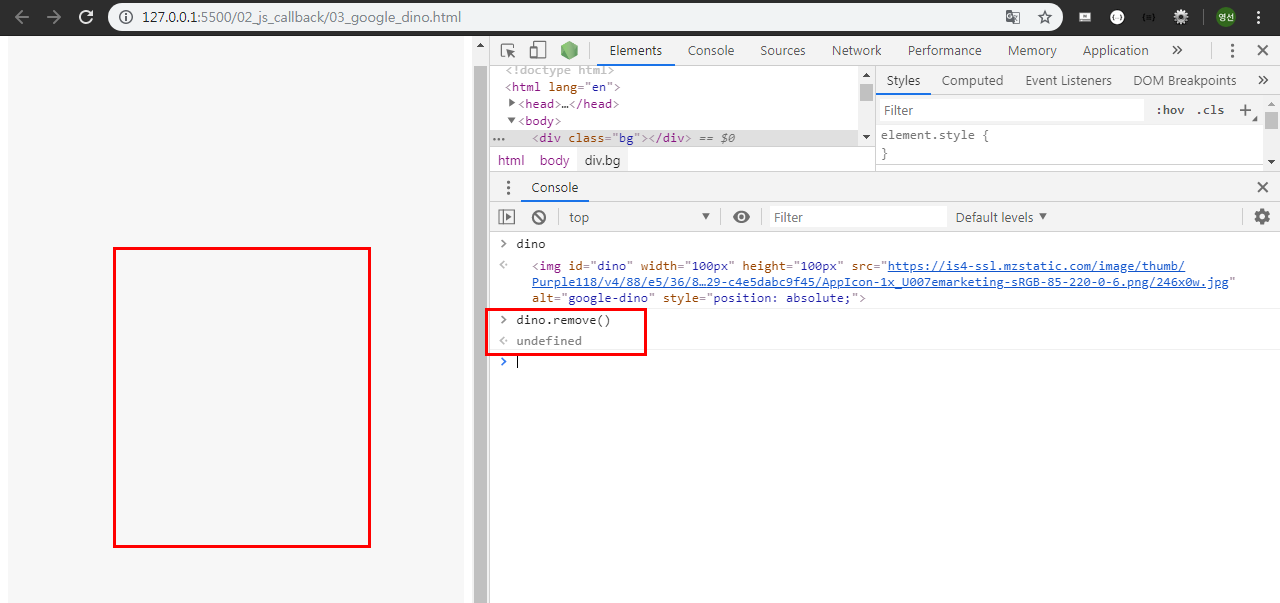 127.0.0.1:5500/02_js_callback/03_google_dino.html
영선
Elements Console Sources Network Performance Memory Application »
<!doctype html>
<html lang="en">
<head>…</head>
<body>
<div class="bg"></div> == $0
html body div.bg
Styles Computed Event Listeners DOM Breakpoints »
Filter :hov .cls +
element.style {
}
Console
top Filter Default levels
> dino
<img id="dino" width="100px" height="100px" src="https://is4-ssl.mzstatic.com/image/thumb/
Purple118/v4/88/e5/36/8…29-c4e5dabc9f45/AppIcon-1x_U007emarketing-sRGB-85-220-0-6.png/246x0w.jpg"
alt="google-dino" style="position: absolute;">
> dino.remove()
undefined
>